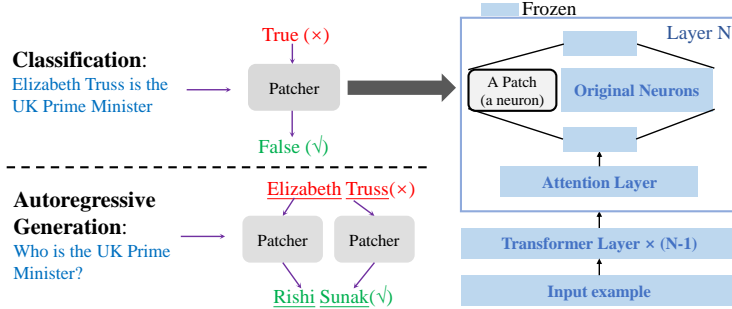 Classification:
Elizabeth Truss is the
UK Prime Minister
True (×)
Patcher
False (√)
Autoregressive
Generation:
Who is the UK Prime
Minister?
Elizabeth Truss(×)
Patcher
Patcher
Rishi Sunak(√)
Frozen
Layer N
A Patch
(a neuron)
Original Neurons
Attention Layer
Transformer Layer × (N-1)
Input example